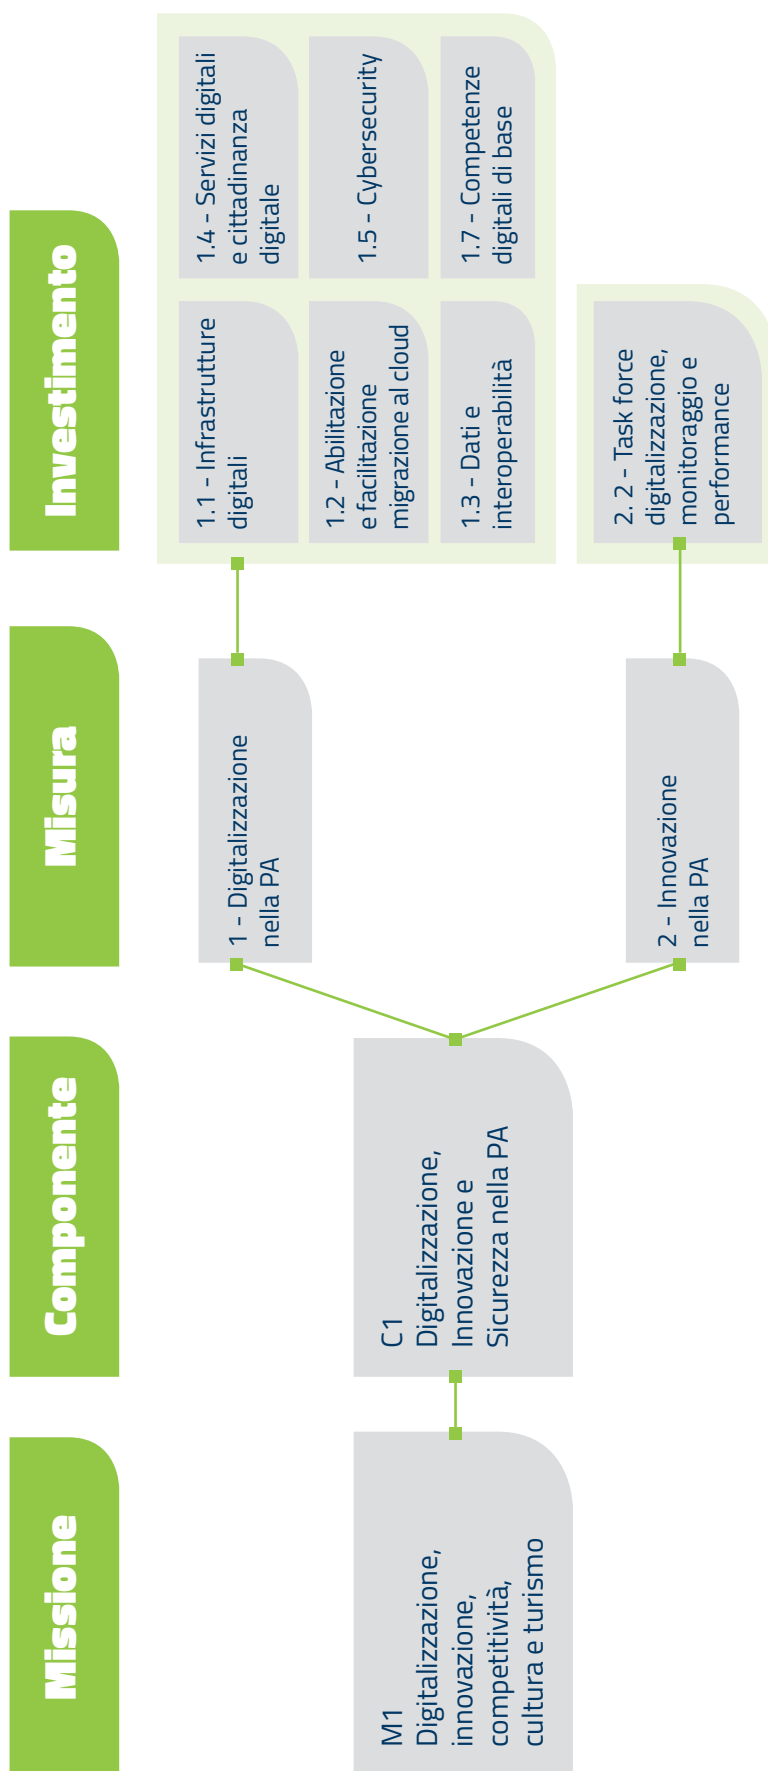 Missione
Componente
Misura
Investimento
M1
Digitalizzazione,
innovazione,
competitività,
cultura e turismo
C1
Digitalizzazione,
Innovazione e
Sicurezza nella PA
1 - Digitalizzazione
nella PA
2 - Innovazione
nella PA
1.1 - Infrastrutture
digitali
1.4 - Servizi digitali
e cittadinanza
digitale
1.2 - Abilitazione
e facilitazione
migrazione al cloud
1.5 - Cybersecurity
1.3 - Dati e
interoperabilità
1.7 - Competenze
digitali di base
2. 2 - Task force
digitalizzazione,
monitoraggio e
performance